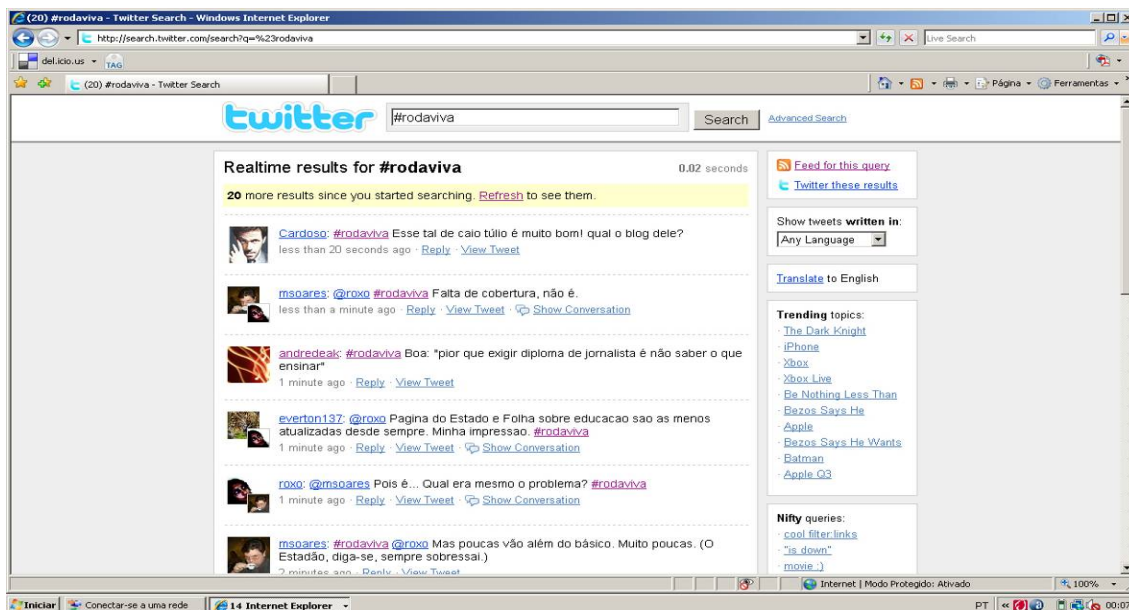 (20) #rodaviva - Twitter Search - Windows Internet Explorer
http://search.twitter.com/search?q=%23rodaviva
Live Search
del.icio.us
TAG
(20) #rodaviva - Twitter Search
Página
Ferramentas
twitter
#rodaviva
Search
Advanced Search
Realtime results for #rodaviva
0.02 seconds
20 more results since you started searching. Refresh to see them.
Cardoso: #rodaviva Esse tal de caio túlio é muito bom! qual o blog dele?
less than 20 seconds ago · Reply · View Tweet
msoares: @roxo #rodaviva Falta de cobertura, não é.
less than a minute ago · Reply · View Tweet · Show Conversation
andredeak: #rodaviva Boa: "pior que exigir diploma de jornalista é não saber o que
ensinar"
1 minute ago · Reply · View Tweet
everton137: @roxo Pagina do Estado e Folha sobre educacao sao as menos
atualizadas desde sempre. Minha impressao. #rodaviva
1 minute ago · Reply · View Tweet · Show Conversation
roxo: @msoares Pois é... Qual era mesmo o problema? #rodaviva
1 minute ago · Reply · View Tweet · Show Conversation
msoares: #rodaviva @roxo Mas poucas vão além do básico. Muito poucas. (O
Estadão, diga-se, sempre sobressai.)
2 minutes ago · Reply · View Tweet
Feed for this query
Twitter these results
Show tweets written in:
Any Language
Translate to English
Trending topics:
· The Dark Knight
· iPhone
· Xbox
· Xbox Live
· Be Nothing Less Than
· Bezos Says He
· Apple
· Bezos Says He Wants
· Batman
· Apple Q3
Nifty queries:
· cool filter:links
· "is down"
· movie :)
Internet | Modo Protegido: Ativado
100%
Iniciar
Conectar-se a uma rede
14 Internet Explorer
PT
00:07